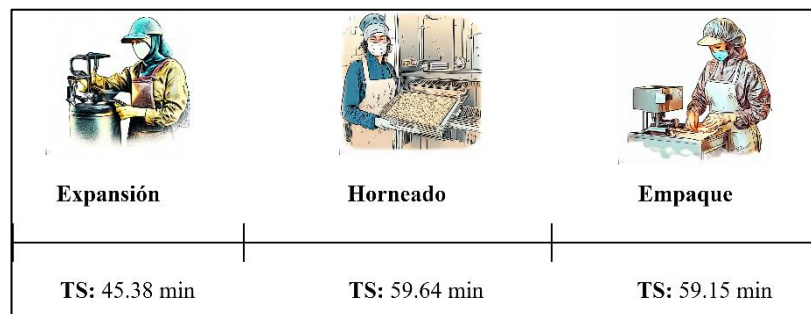 Expansión
Horneado
Empaque
TS: 45.38 min
TS: 59.64 min
TS: 59.15 min